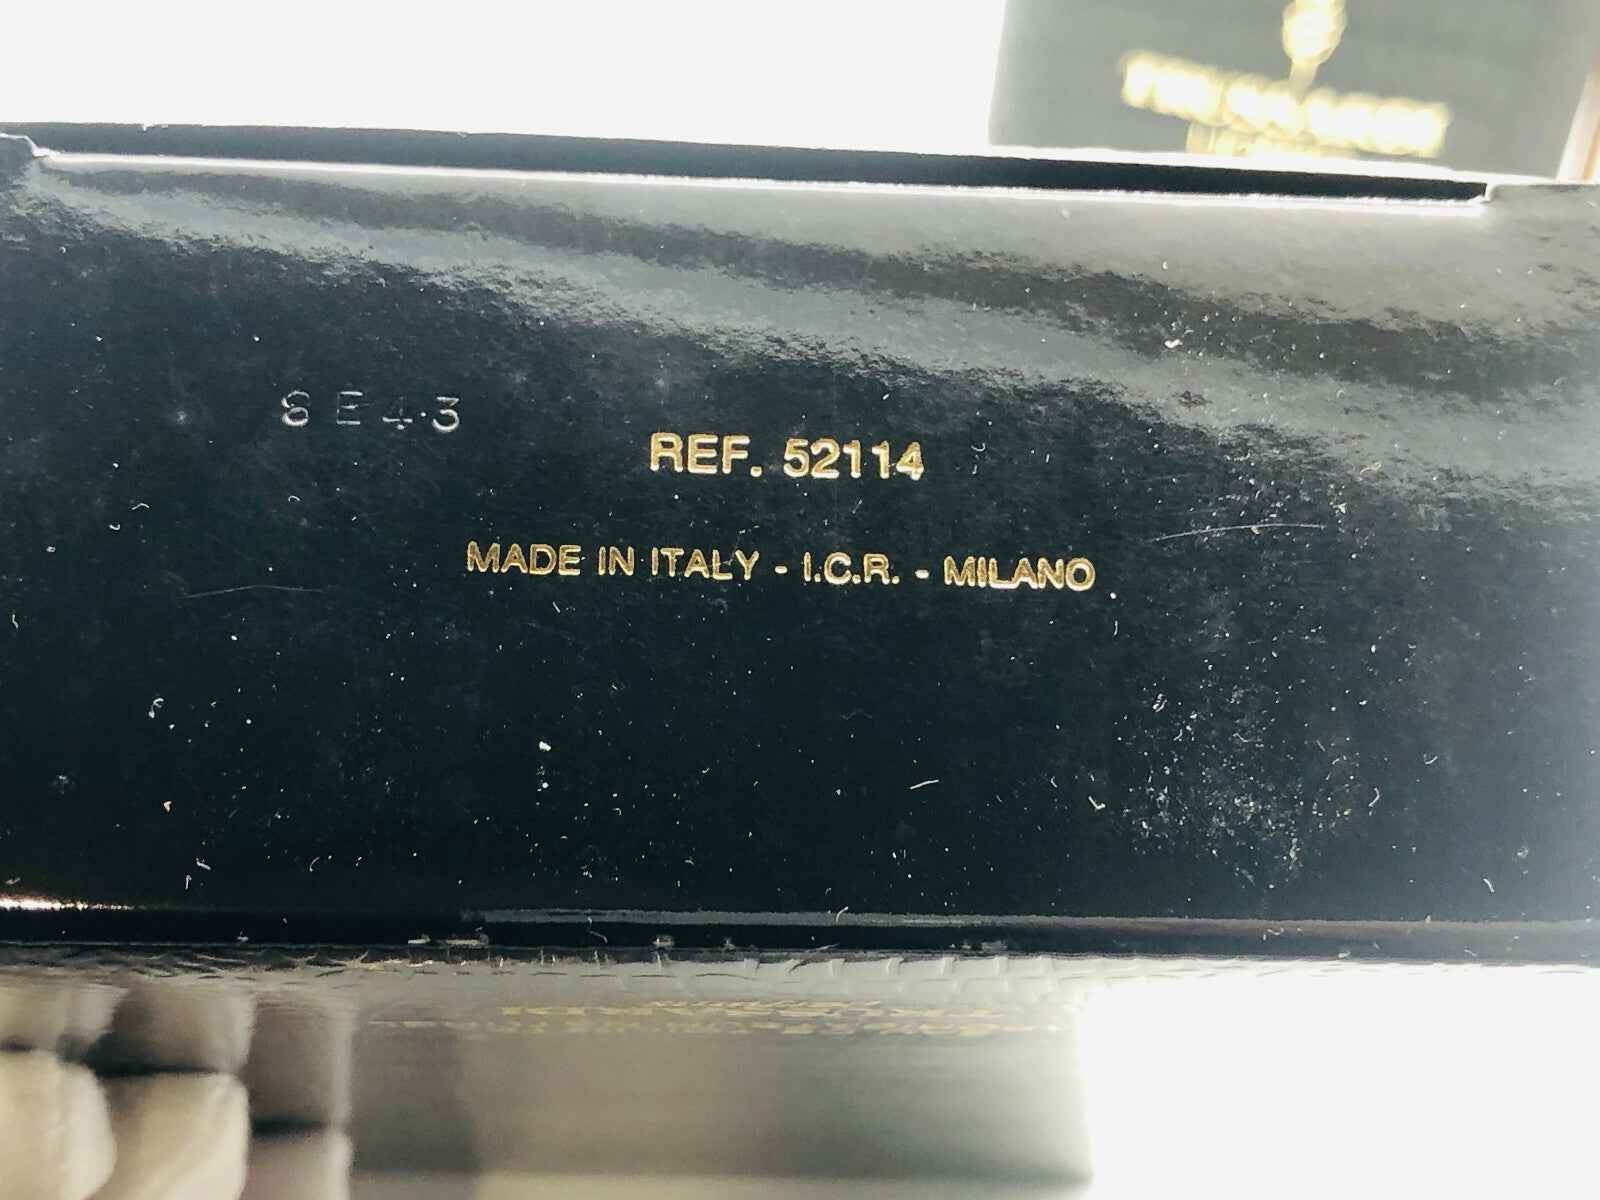 8E43
REF. 52114
MADE IN ITALY - I.C.R. - MILANO